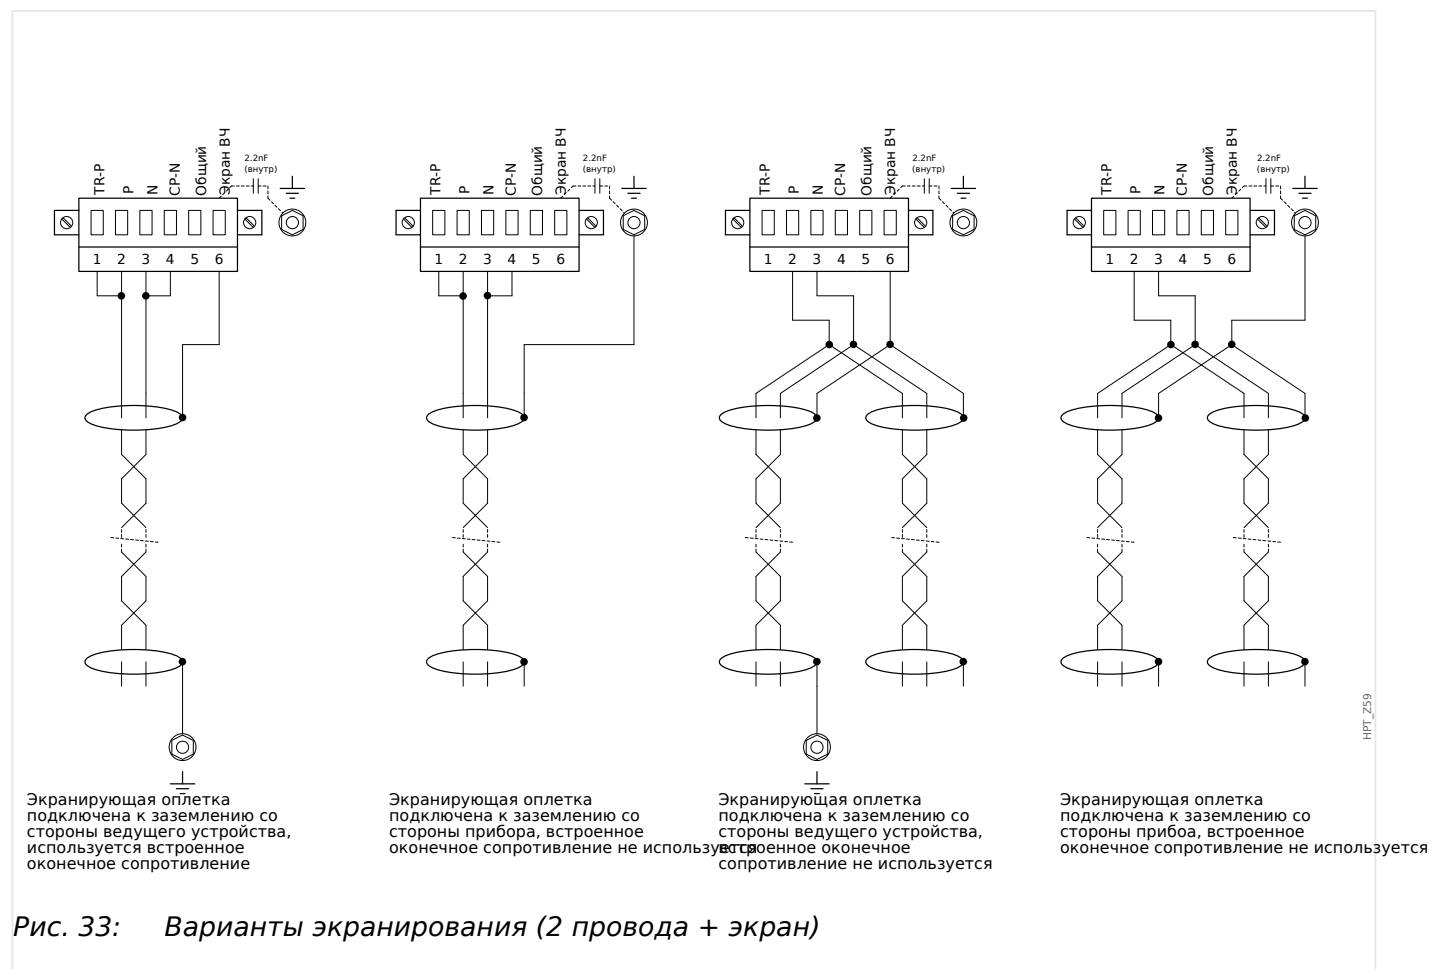 TR-P
P
N
CP-N
Общий
Экран ВЧ
2.2nF
(внутр)
1 2 3 4 5 6
TR-P
P
N
CP-N
Общий
Экран ВЧ
2.2nF
(внутр)
1 2 3 4 5 6
TR-P
P
N
CP-N
Общий
Экран ВЧ
2.2nF
(внутр)
1 2 3 4 5 6
TR-P
P
N
CP-N
Общий
Экран ВЧ
2.2nF
(внутр)
1 2 3 4 5 6
HPT_Z59
Экранирующая оплетка
подключена к заземлению со
стороны ведущего устройства,
используется встроенное
оконечное сопротивление
Экранирующая оплетка
подключена к заземлению со
стороны прибора, встроенное
оконечное сопротивление не используется
Экранирующая оплетка
подключена к заземлению со
стороны ведущего устройства,
встроенное оконечное
сопротивление не используется
Экранирующая оплетка
подключена к заземлению со
стороны прибоа, встроенное
оконечное сопротивление не используется
Рис. 33: Варианты экранирования (2 провода + экран)